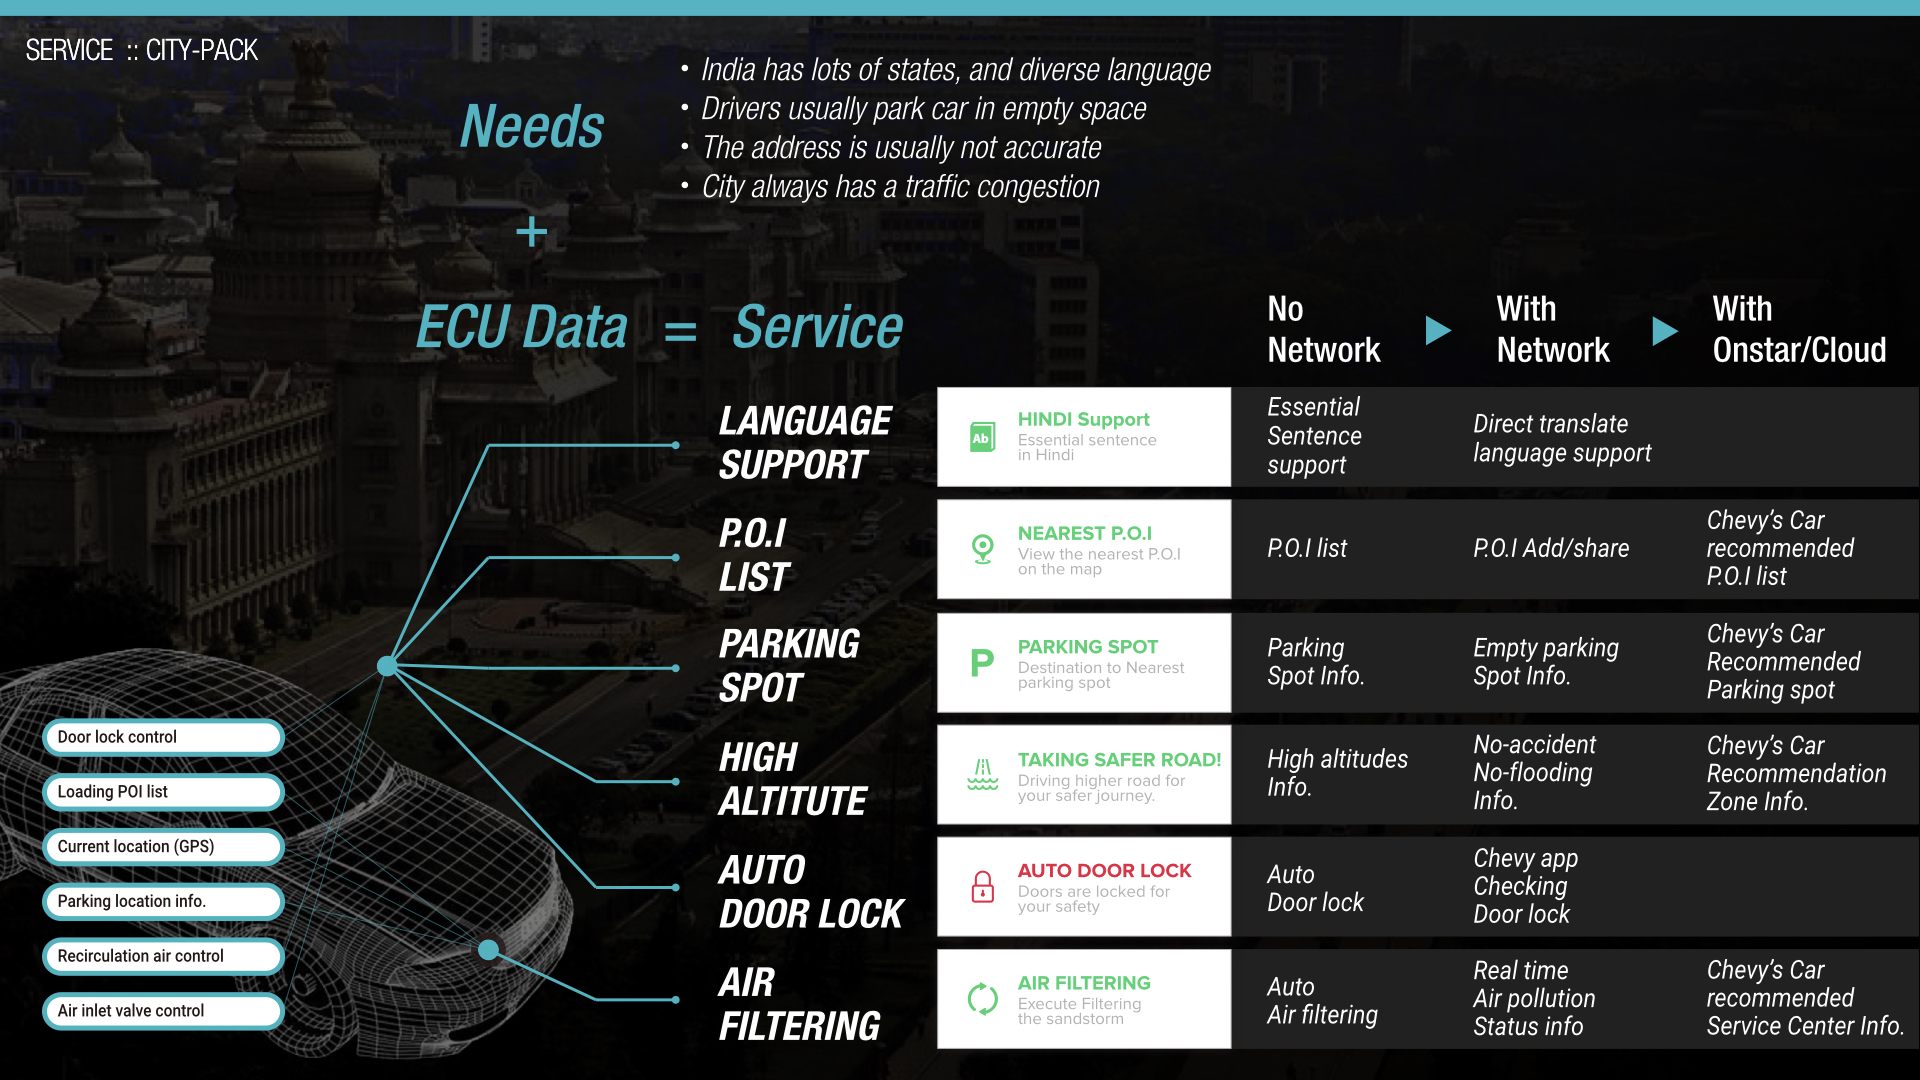 SERVICE :: CITY-PACK
Needs
• India has lots of states, and diverse language
• Drivers usually park car in empty space
• The address is usually not accurate
• City always has a traffic congestion
+
ECU Data = Service
No
Network
With
Network
With
Onstar/Cloud
LANGUAGE
SUPPORT
Ab
HINDI Support
Essential sentence
in Hindi
Essential
Sentence
support
Direct translate
language support
P.O.I
LIST
NEAREST P.O.I
View the nearest P.O.I
on the map
P.O.I list
P.O.I Add/share
Chevy's Car
recommended
P.O.I list
PARKING
SPOT
P
PARKING SPOT
Destination to Nearest
parking spot
Parking
Spot Info.
Empty parking
Spot Info.
Chevy's Car
Recommended
Parking spot
HIGH
ALTITUTE
TAKING SAFER ROAD!
Driving higher road for
your safer journey.
High altitudes
Info.
No-accident
No-flooding
Info.
Chevy's Car
Recommendation
Zone Info.
AUTO
DOOR LOCK
AUTO DOOR LOCK
Doors are locked for
your safety
Auto
Door lock
Chevy app
Checking
Door lock
AIR
FILTERING
AIR FILTERING
Execute Filtering
the sandstorm
Auto
Air filtering
Real time
Air pollution
Status info
Chevy's Car
recommended
Service Center Info.
Door lock control
Loading POI list
Current location (GPS)
Parking location info.
Recirculation air control
Air inlet valve control